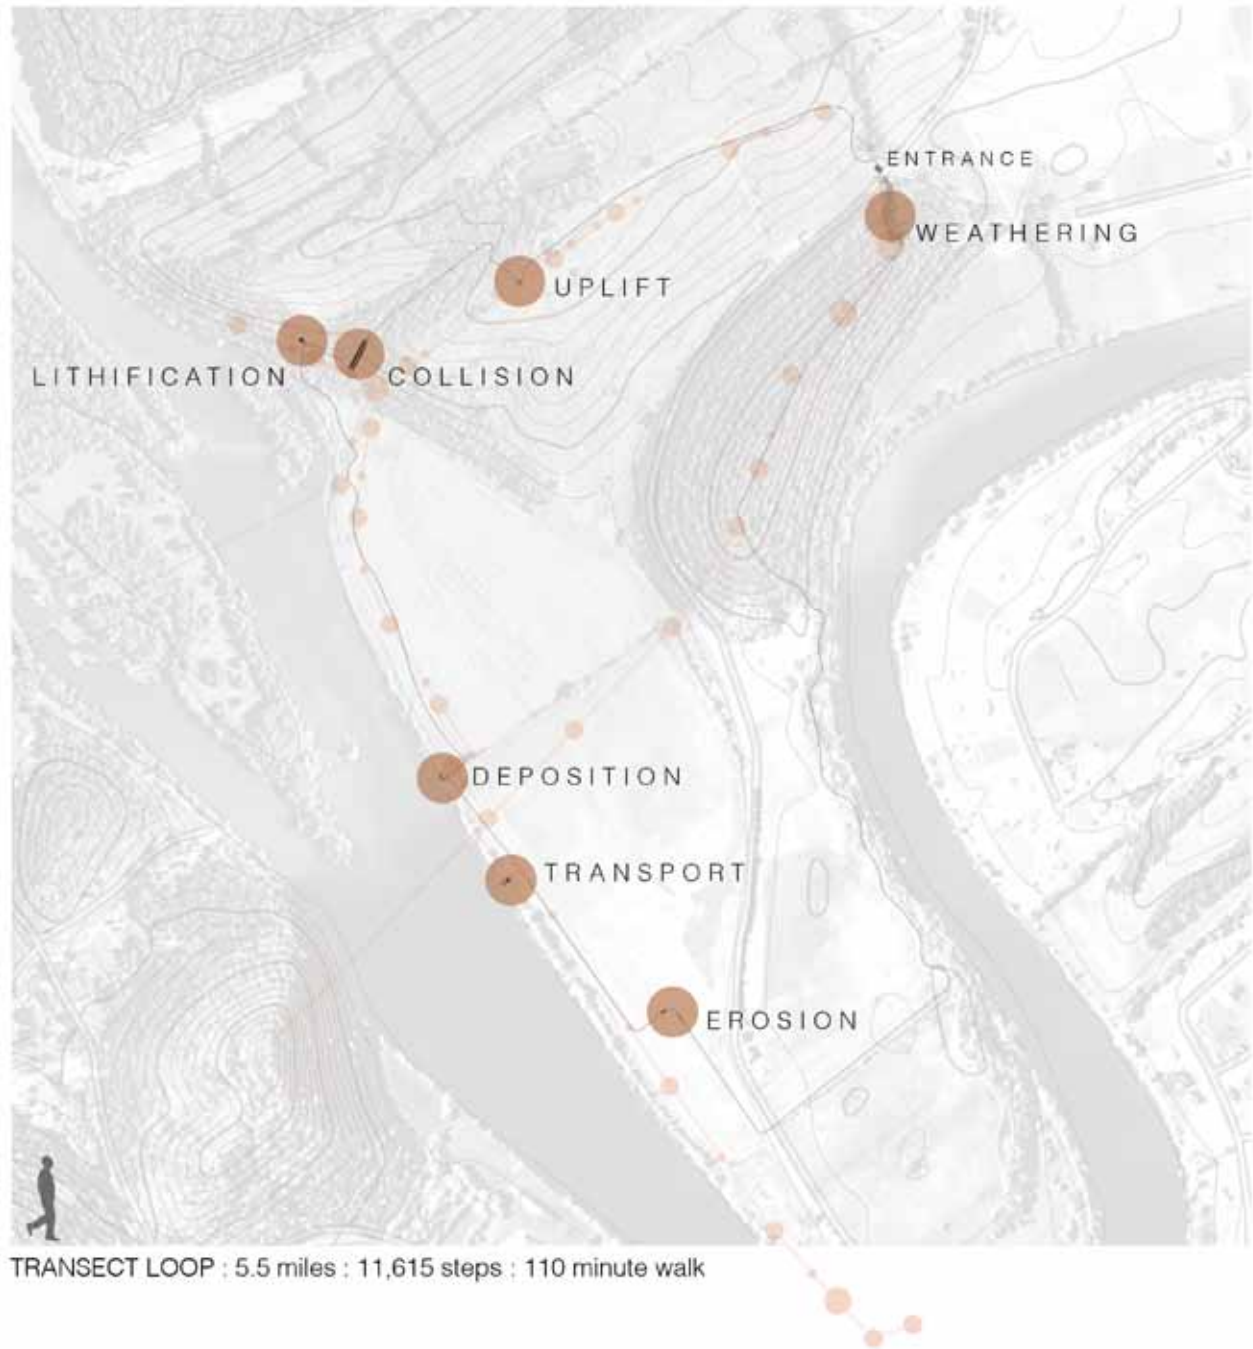 ENTRANCE
WEATHERING
UPLIFT
LITHIFICATION
COLLISION
DEPOSITION
TRANSPORT
EROSION
TRANSECT LOOP : 5.5 miles : 11,615 steps : 110 minute walk